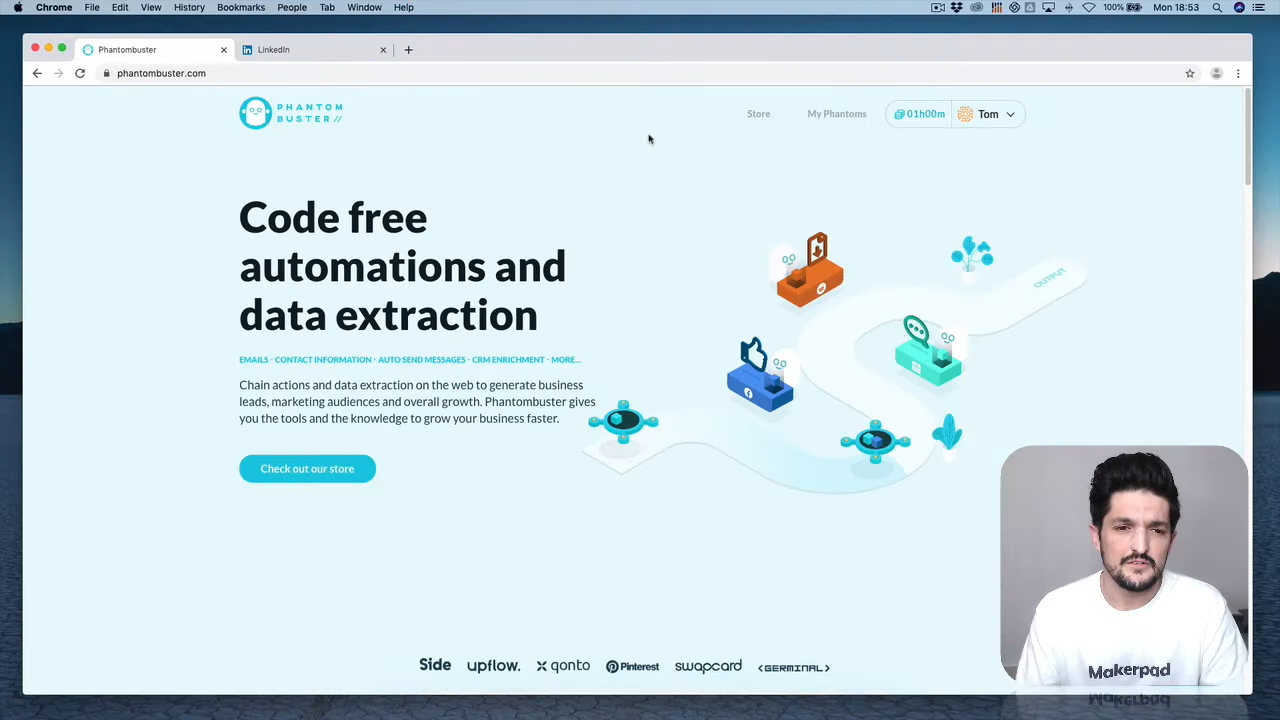 Chrome File Edit View History Bookmarks People Tab Window Help 100% Mon 18:53
Phantombuster LinkedIn
phantombuster.com
PHANTOM
BUSTER //
Store My Phantoms 01h00m Tom
Code free
automations and
data extraction
EMAILS · CONTACT INFORMATION · AUTO SEND MESSAGES · CRM ENRICHMENT · MORE...
Chain actions and data extraction on the web to generate business
leads, marketing audiences and overall growth. Phantombuster gives
you the tools and the knowledge to grow your business faster.
Check out our store
OUTPUT
Side upflow. qonto Pinterest swapcard <GERMINAL>
Makerpad